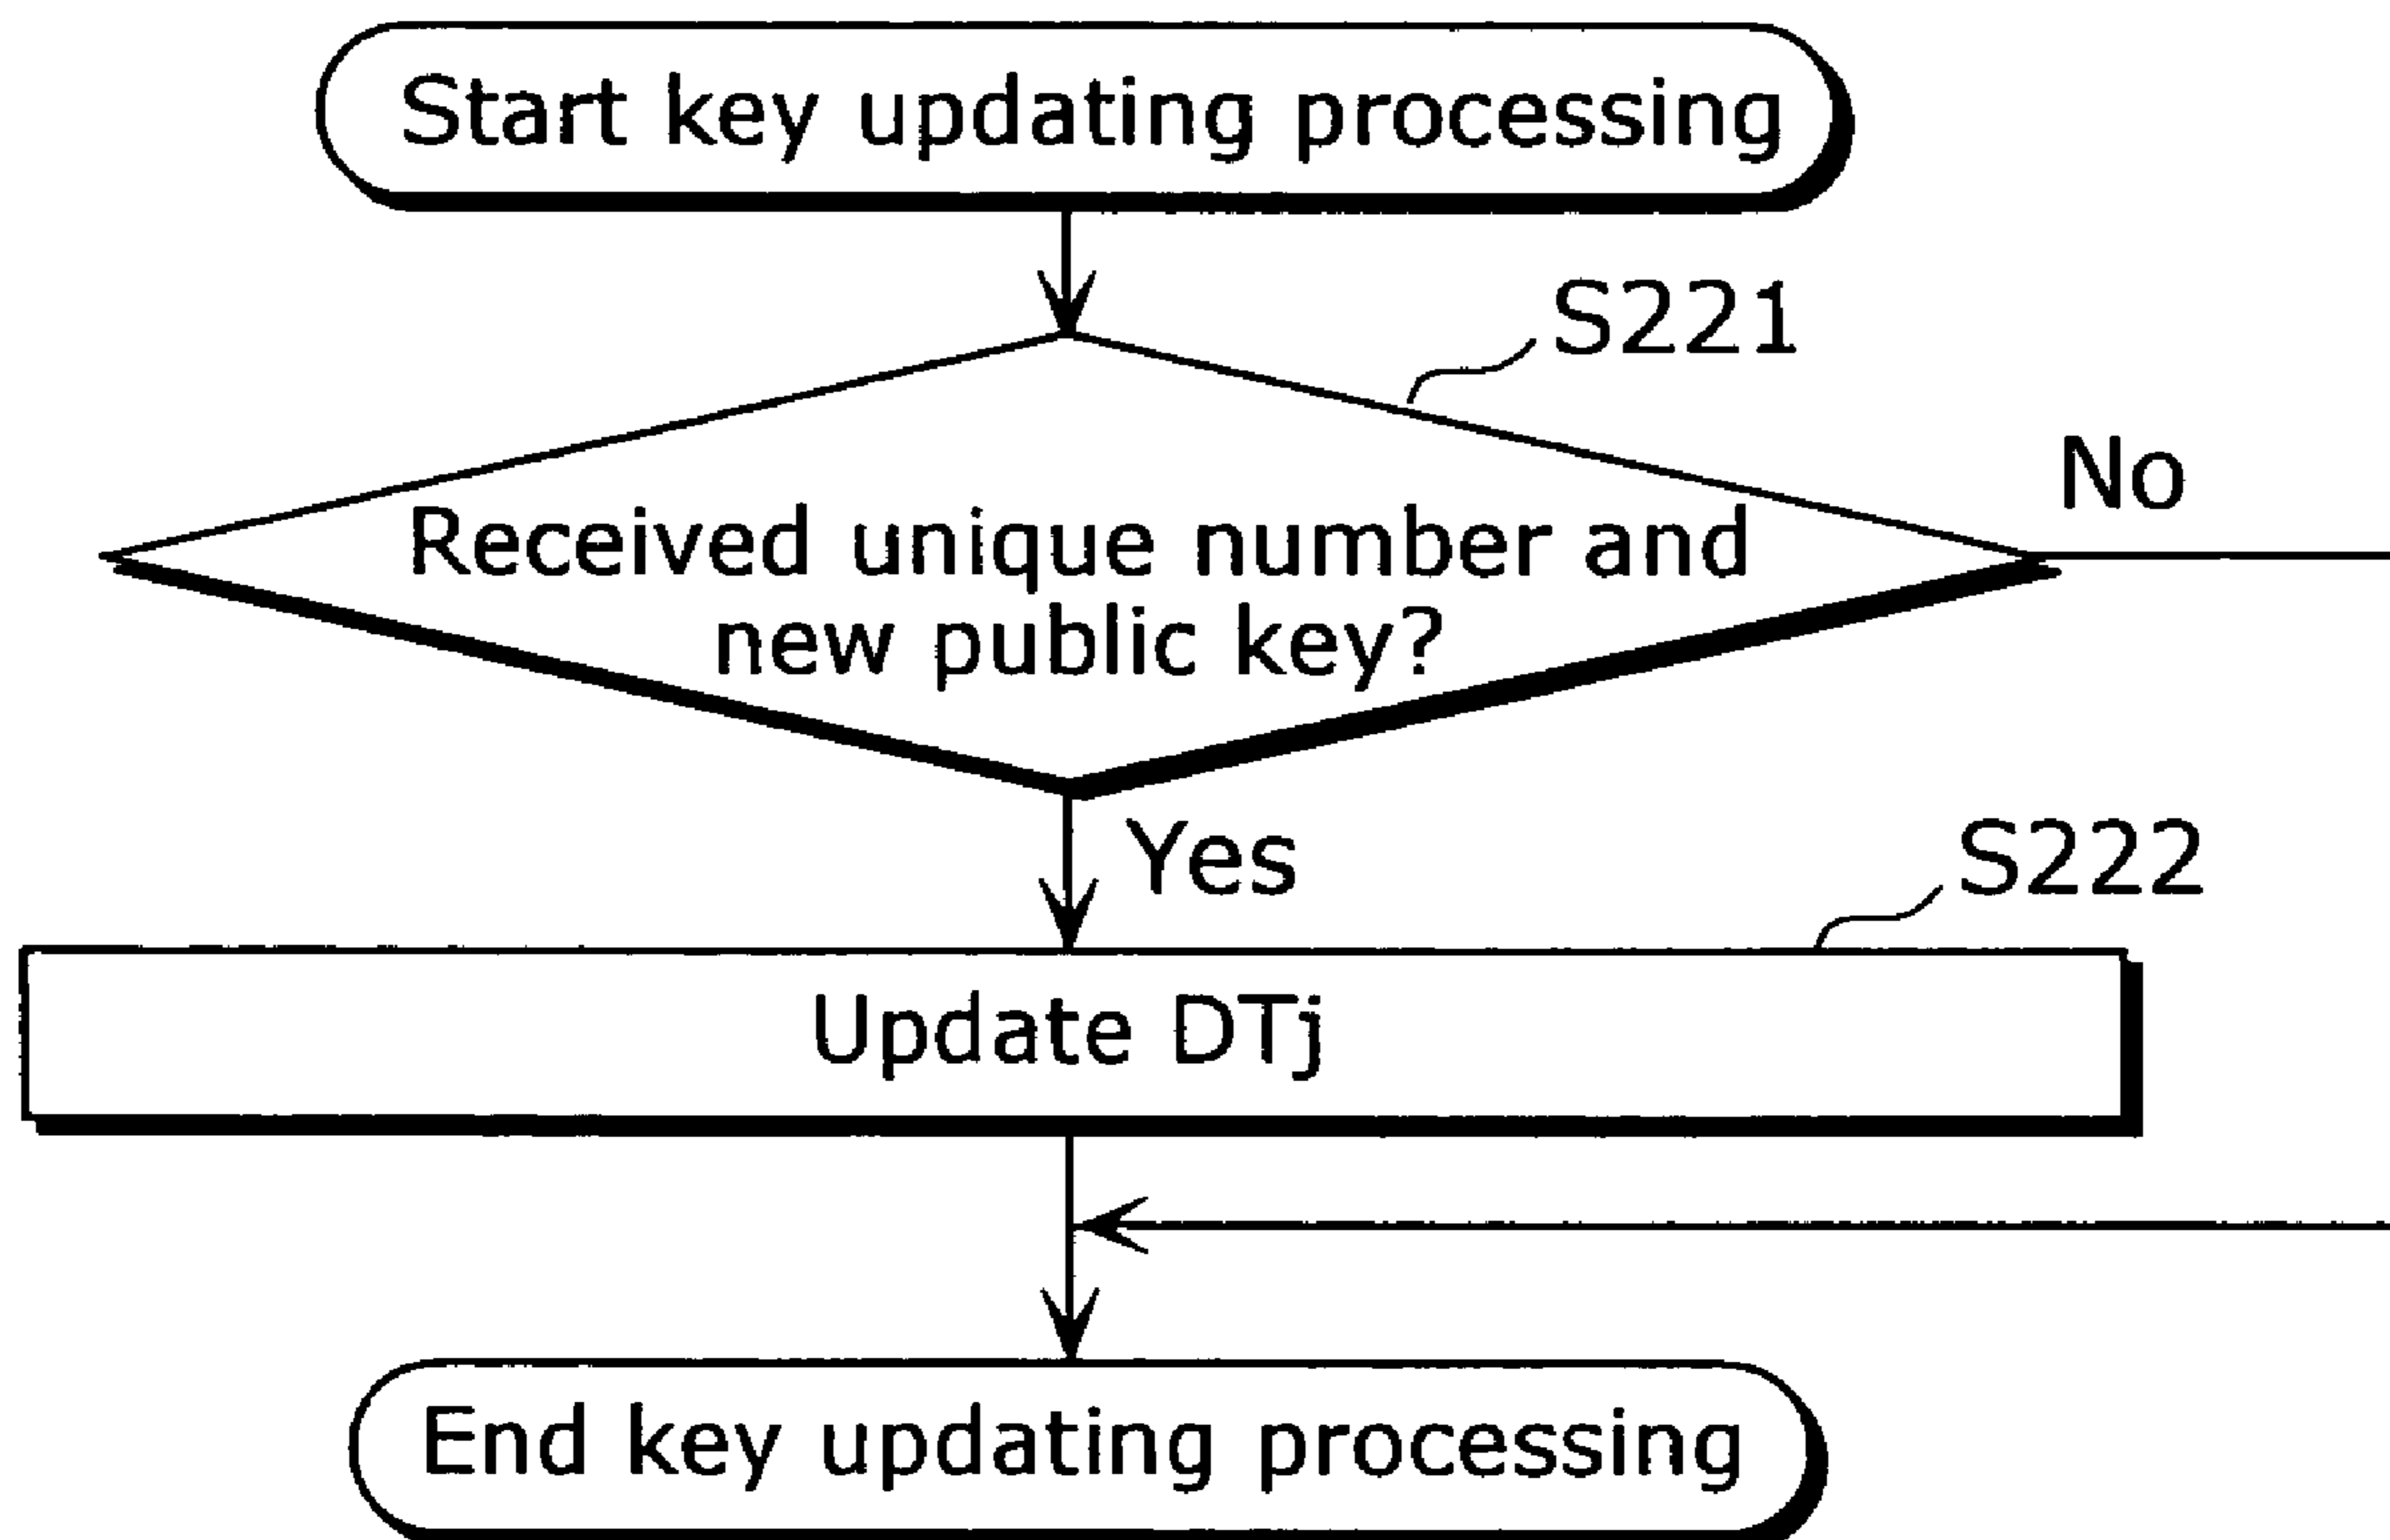 Start key updating processing
S221
No
Received unique number and
new public key?
Yes
S222
Update DTj
End key updating processing